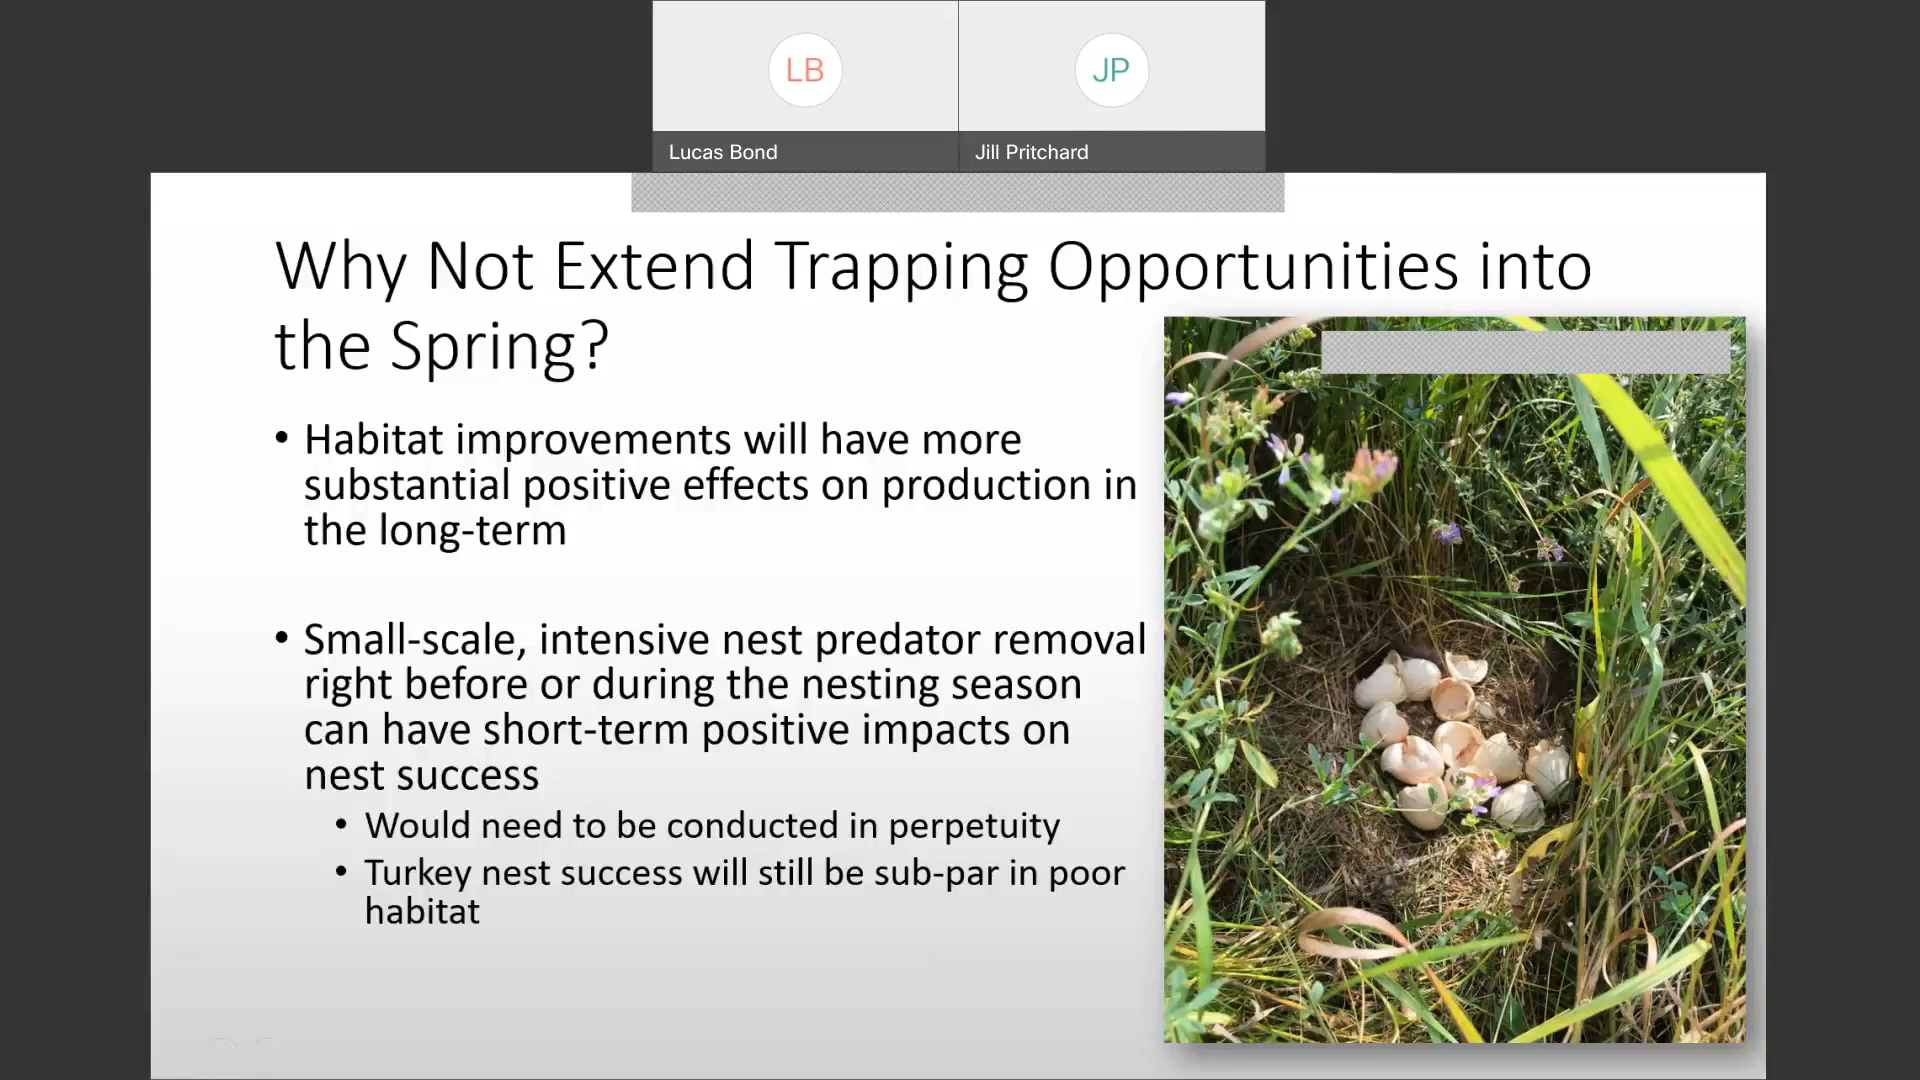 LB
JP
Lucas Bond
Jill Pritchard
Why Not Extend Trapping Opportunities into
the Spring?
• Habitat improvements will have more
substantial positive effects on production in
the long-term
• Small-scale, intensive nest predator removal
right before or during the nesting season
can have short-term positive impacts on
nest success
• Would need to be conducted in perpetuity
• Turkey nest success will still be sub-par in poor
habitat